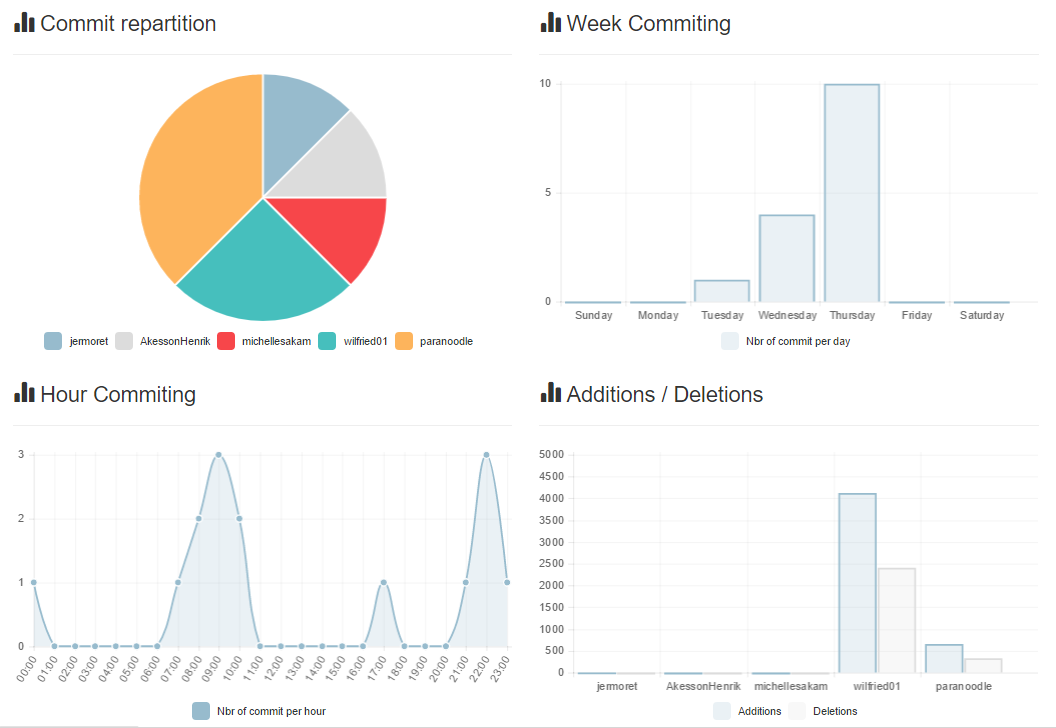 Commit repartition
jermoret AkessonHenrik michellesakam wilfried01 paranoodle
Week Commiting
10
5
0
Sunday Monday Tuesday Wednesday Thursday Friday Saturday
Nbr of commit per day
Hour Commiting
3
2
1
0
00:00 01:00 02:00 03:00 04:00 05:00 06:00 07:00 08:00 09:00 10:00 11:00 12:00 13:00 14:00 15:00 16:00 17:00 18:00 19:00 20:00 21:00 22:00 23:00
Nbr of commit per hour
Additions / Deletions
5000
4500
4000
3500
3000
2500
2000
1500
1000
500
0
jermoret AkessonHenrik michellesakam wilfried01 paranoodle
Additions Deletions